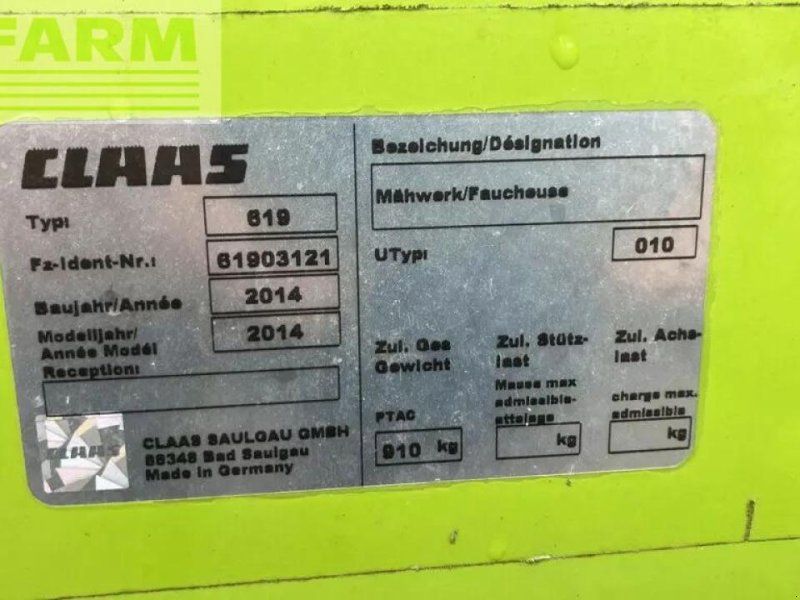 FARM
CLAAS
Typ: 619
Fz-Ident-Nr.: 61903121
Baujahr/Année 2014
Modelljahr/
Année Modél 2014
Reception:
CLAAS
CLAAS SAULGAU GMBH
88348 Bad Saulgau
Made in Germany
Bezeichung/Désignation
Mähwerk/Faucheuse
UTyp: 010
Zul. Ges
Gewicht
PTAC
910 kg
Zul. Stütz-
last
Masse max
admissible-
attelage
kg
Zul. Achs-
last
charge max.
admissible
kg